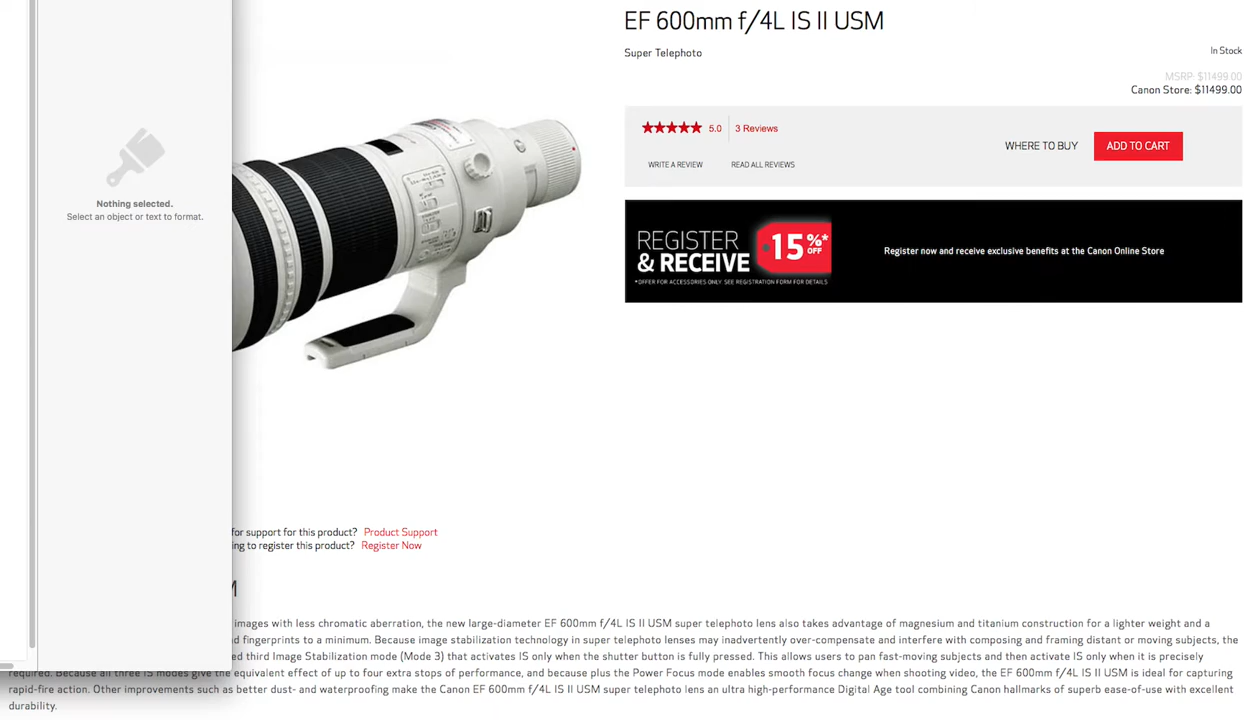 EF 600mm f/4L IS II USM
Super Telephoto
In Stock
MSRP: $11499.00
Canon Store: $11499.00
5.0
3 Reviews
WHERE TO BUY
ADD TO CART
WRITE A REVIEW
READ ALL REVIEWS
Nothing selected.
Select an object or text to format.
REGISTER
& RECEIVE
15%* OFF
Register now and receive exclusive benefits at the Canon Online Store
*OFFER FOR ACCESSORIES ONLY. SEE REGISTRATION FORM FOR DETAILS
for support for this product? Product Support
to register this product? Register Now
M
images with less chromatic aberration, the new large-diameter EF 600mm f/4L IS II USM super telephoto lens also takes advantage of magnesium and titanium construction for a lighter weight and a
fingerprints to a minimum. Because image stabilization technology in super telephoto lenses may inadvertently over-compensate and interfere with composing and framing distant or moving subjects, the
third Image Stabilization mode (Mode 3) that activates IS only when the shutter button is fully pressed. This allows users to pan fast-moving subjects and then activate IS only when it is precisely
required. Because all three IS modes give the equivalent effect of up to four extra stops of performance, and because plus the Power Focus mode enables smooth focus change when shooting video, the EF 600mm f/4L IS II USM is ideal for capturing
rapid-fire action. Other improvements such as better dust- and waterproofing make the Canon EF 600mm f/4L IS II USM super telephoto lens an ultra high-performance Digital Age tool combining Canon hallmarks of superb ease-of-use with excellent
durability.